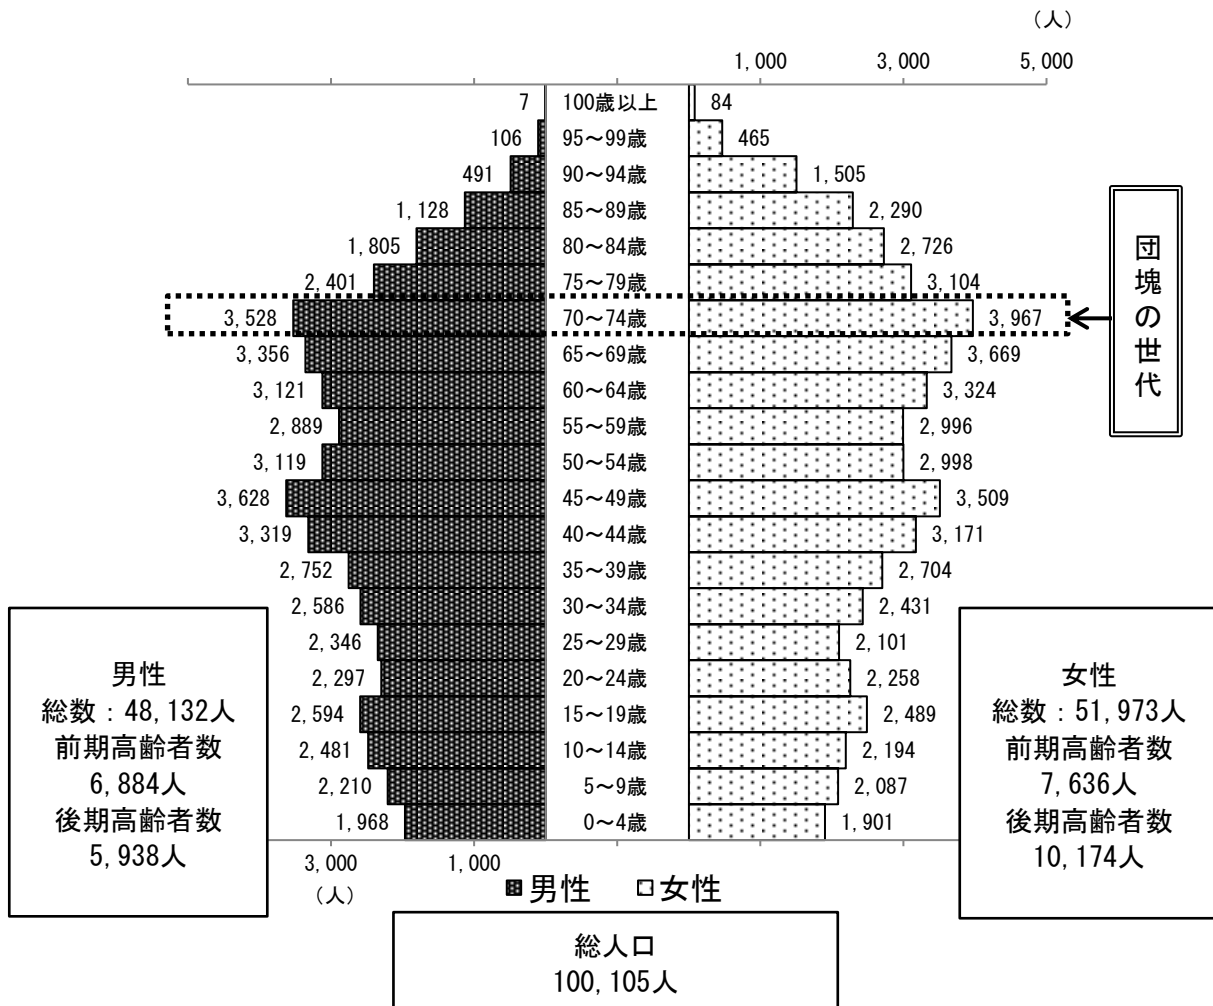 （人）
1,000 3,000 5,000
7 100歳以上 84
106 95～99歳 465
491 90～94歳 1,505
1,128 85～89歳 2,290
1,805 80～84歳 2,726
2,401 75～79歳 3,104
3,528 70～74歳 3,967
3,356 65～69歳 3,669
3,121 60～64歳 3,324
2,889 55～59歳 2,996
3,119 50～54歳 2,998
3,628 45～49歳 3,509
3,319 40～44歳 3,171
2,752 35～39歳 2,704
2,586 30～34歳 2,431
2,346 25～29歳 2,101
2,297 20～24歳 2,258
2,594 15～19歳 2,489
2,481 10～14歳 2,194
2,210 5～9歳 2,087
1,968 0～4歳 1,901
団塊の世代
男性
総数：48,132人
前期高齢者数
6,884人
後期高齢者数
5,938人
女性
総数：51,973人
前期高齢者数
7,636人
後期高齢者数
10,174人
3,000 1,000
（人）
男性 女性
総人口
100,105人